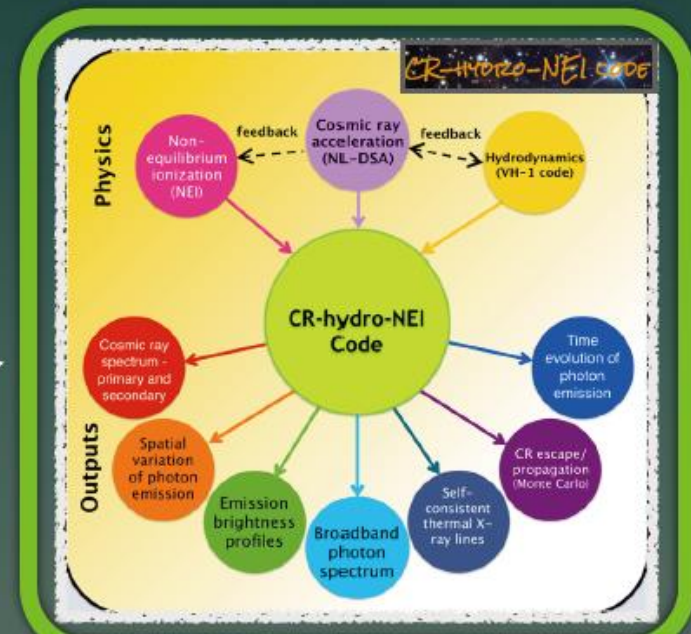 CR-HYDRO-NEI CODE
Physics
Non-
equilibrium
ionization
(NEI)
feedback
Cosmic ray
acceleration
(NL-DSA)
feedback
Hydrodynamics
(VH-1 code)
CR-hydro-NEI
Code
Outputs
Cosmic ray
spectrum -
primary and
secondary
Spatial
variation
of photon
emission
Emission
brightness
profiles
Broadband
photon
spectrum
Self-
consistent
thermal X-
ray lines
CR escape/
propagation
(Monte Carlo)
Time
evolution of
photon
emission